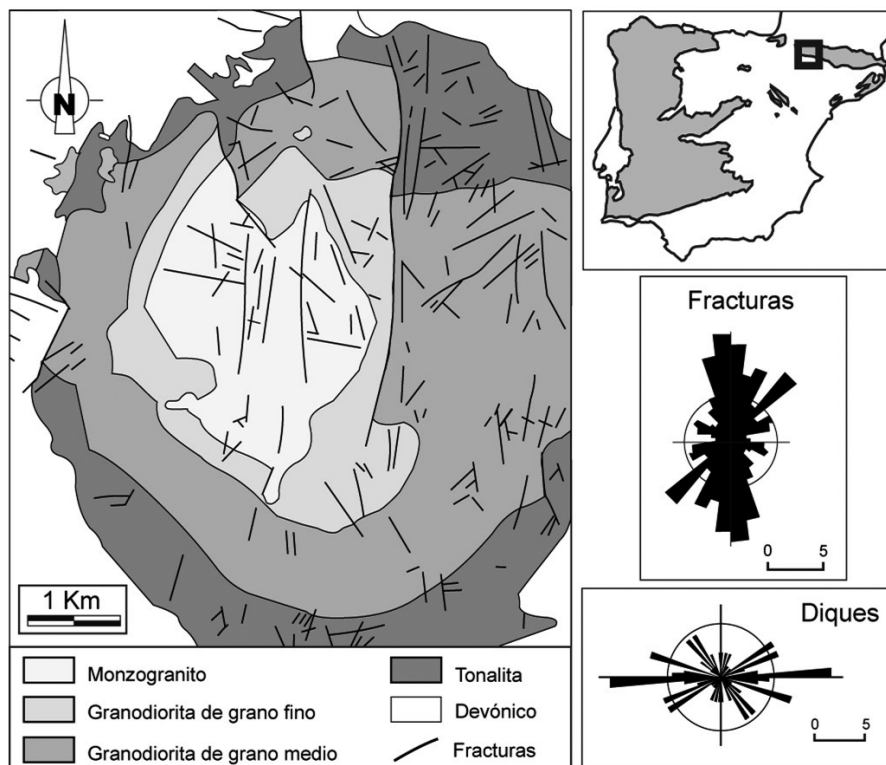 N
1 Km
Monzogranito
Granodiorita de grano fino
Granodiorita de grano medio
Tonalita
Devónico
Fracturas
Fracturas
0 5
Diques
0 5